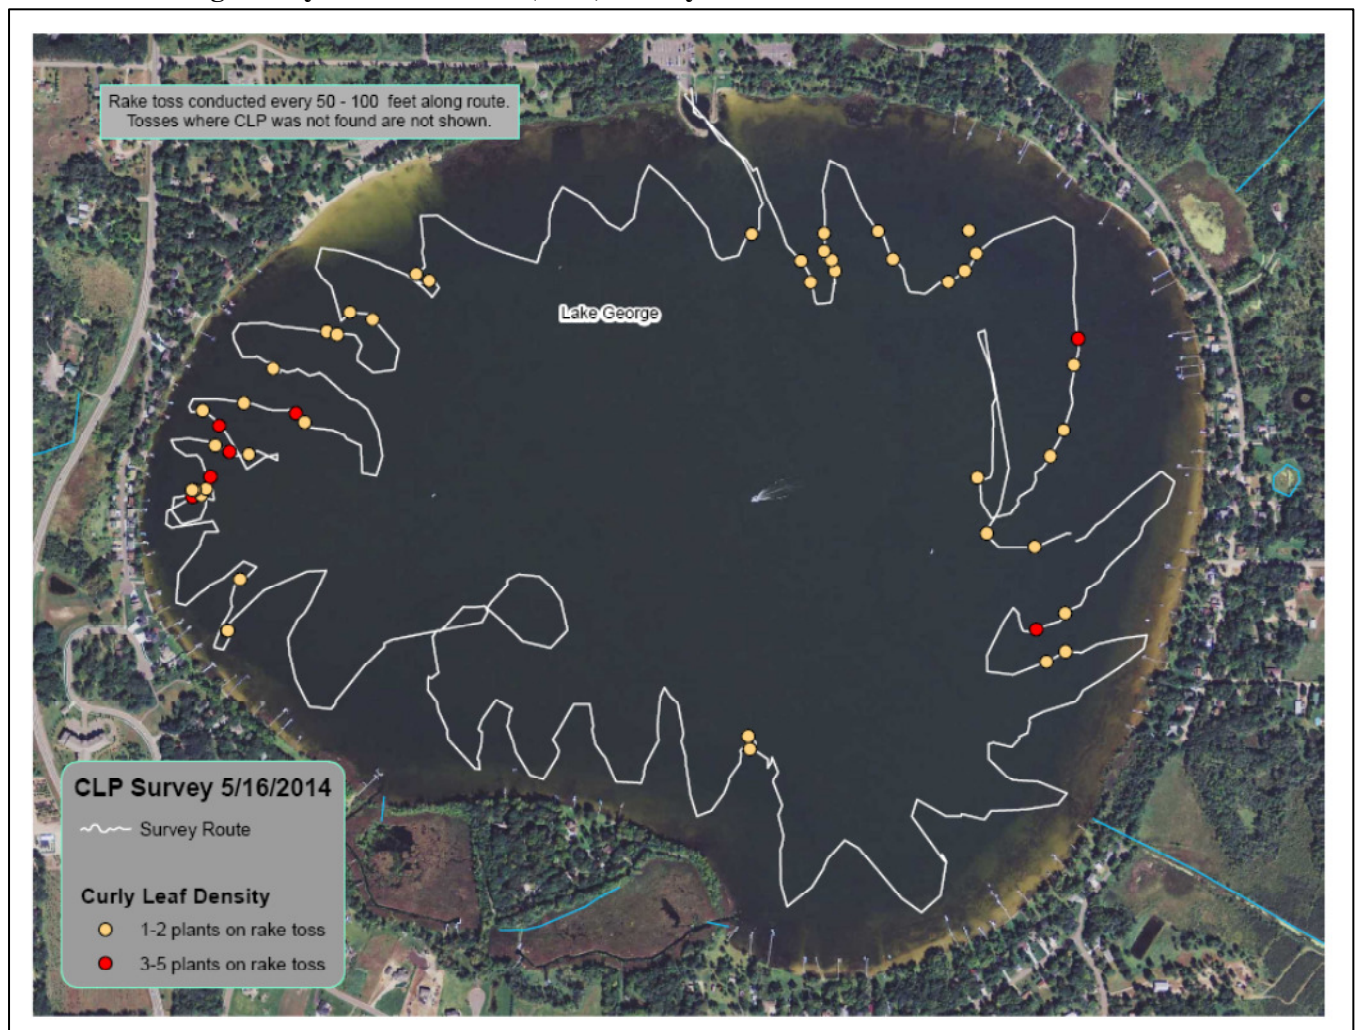 Rake toss conducted every 50 - 100 feet along route.
Tosses where CLP was not found are not shown.
Lake George
CLP Survey 5/16/2014
Survey Route
Curly Leaf Density
1-2 plants on rake toss
3-5 plants on rake toss